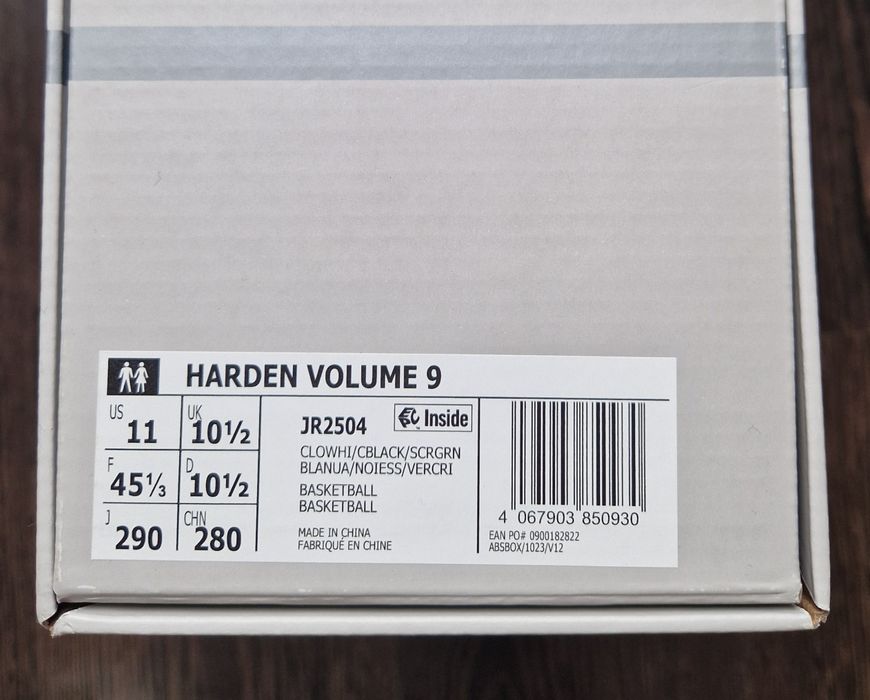 HARDEN VOLUME 9
US 11
UK 10½
F 45⅓
D 10½
J 290
CHN 280
JR2504
Inside
CLOWHI/CBLACK/SCRGRN
BLANUA/NOIESS/VERCRI
BASKETBALL
BASKETBALL
MADE IN CHINA
FABRIQUÉ EN CHINE
4 067903 850930
EAN PO# 0900182822
ABSBOX/1023/V12